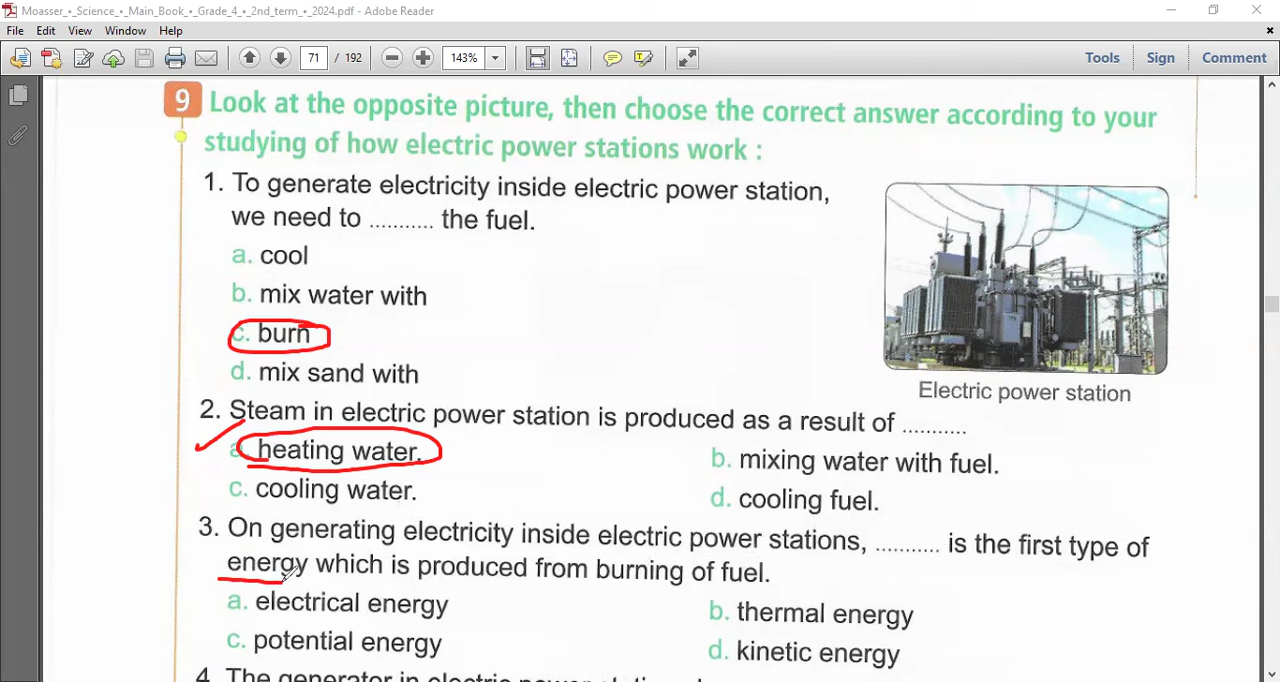 Moasser_•_Science_•_Main_Book_•_Grade_4_•_2nd_term_•_2024.pdf - Adobe Reader
File Edit View Window Help
71 / 192 143% Tools Sign Comment
9 Look at the opposite picture, then choose the correct answer according to your
studying of how electric power stations work :
1. To generate electricity inside electric power station,
we need to ........... the fuel.
a. cool
b. mix water with
c. burn
d. mix sand with
Electric power station
2. Steam in electric power station is produced as a result of ...........
a. heating water.
b. mixing water with fuel.
c. cooling water.
d. cooling fuel.
3. On generating electricity inside electric power stations, ........... is the first type of
energy which is produced from burning of fuel.
a. electrical energy
b. thermal energy
c. potential energy
d. kinetic energy
4. The generator in electric power